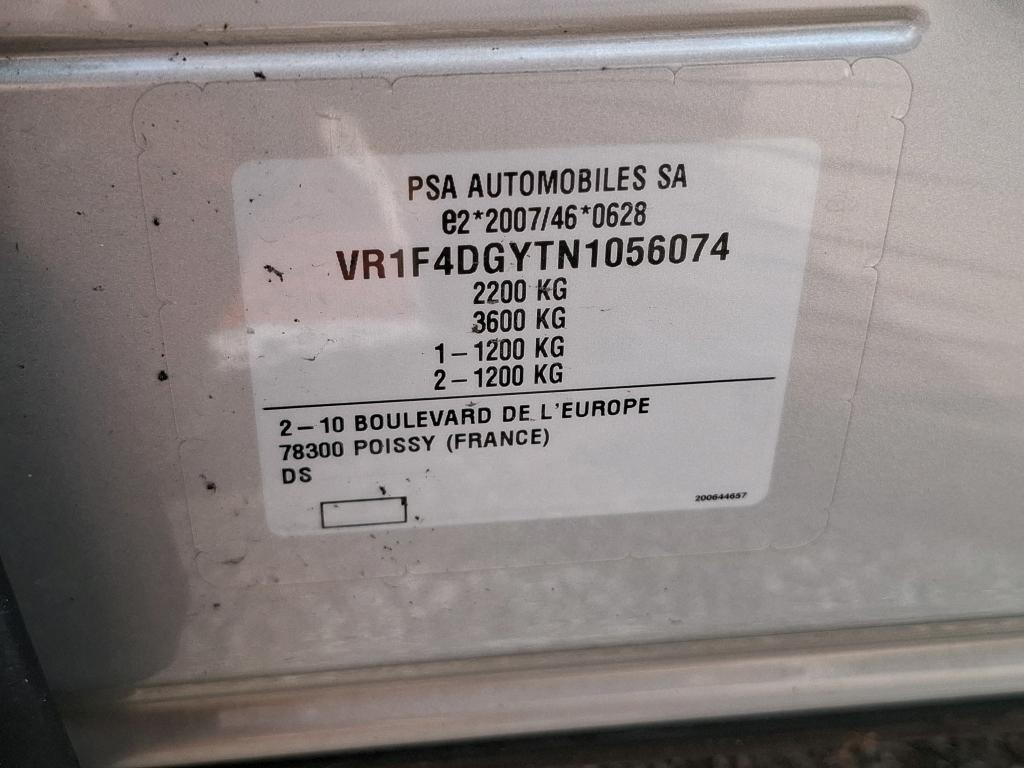 PSA AUTOMOBILES SA
e2*2007/46*0628
VR1F4DGYTN1056074
2200 KG
3600 KG
1-1200 KG
2-1200 KG
2-10 BOULEVARD DE L'EUROPE
78300 POISSY (FRANCE)
DS
200644657